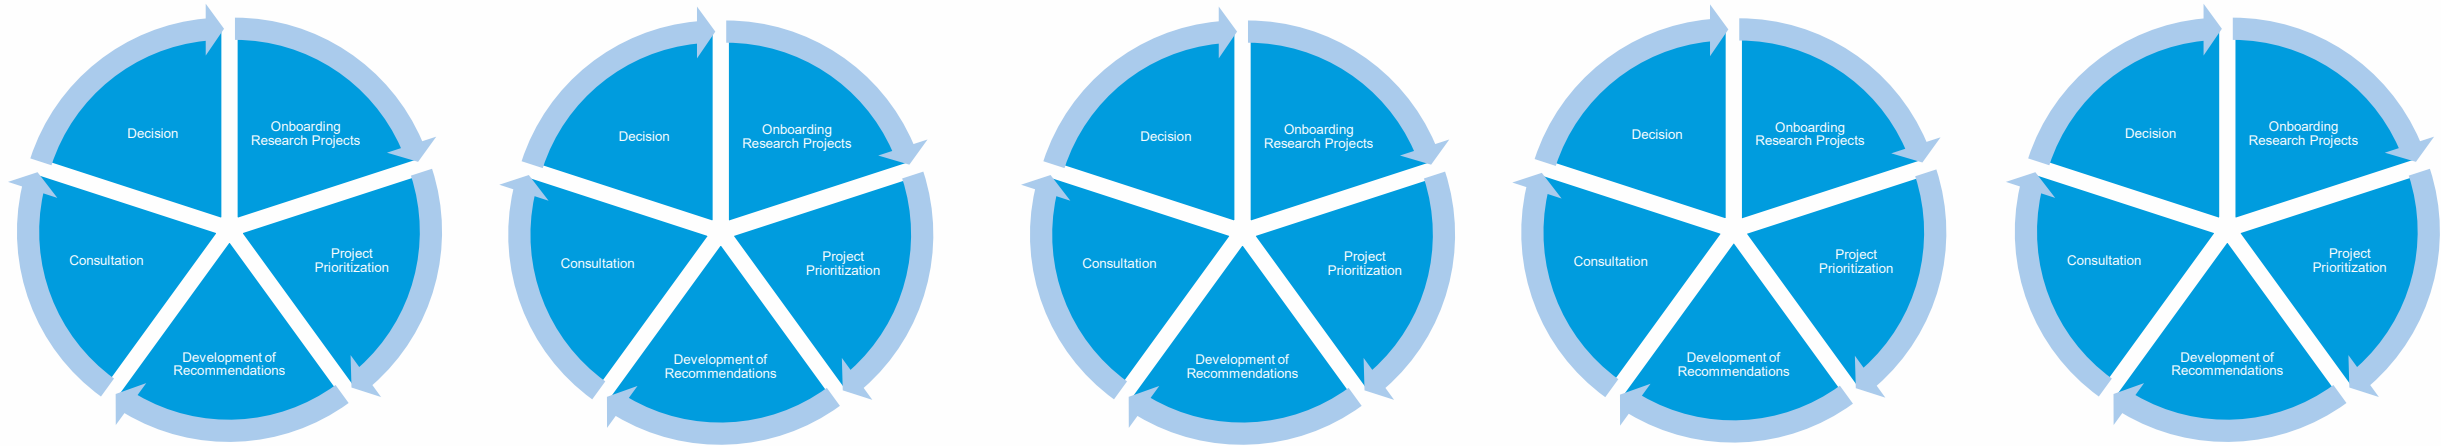 Decision
Onboarding
Research Projects
Project
Prioritization
Development of
Recommendations
Consultation
Decision
Onboarding
Research Projects
Project
Prioritization
Development of
Recommendations
Consultation
Decision
Onboarding
Research Projects
Project
Prioritization
Development of
Recommendations
Consultation
Decision
Onboarding
Research Projects
Project
Prioritization
Development of
Recommendations
Consultation
Decision
Onboarding
Research Projects
Project
Prioritization
Development of
Recommendations
Consultation